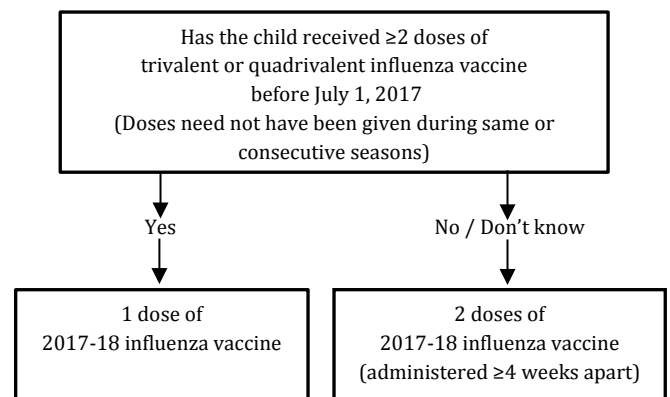 Has the child received ≥2 doses of
trivalent or quadrivalent influenza vaccine
before July 1, 2017
(Doses need not have been given during same or
consecutive seasons)
Yes
No / Don’t know
1 dose of
2017-18 influenza vaccine
2 doses of
2017-18 influenza vaccine
(administered ≥4 weeks apart)